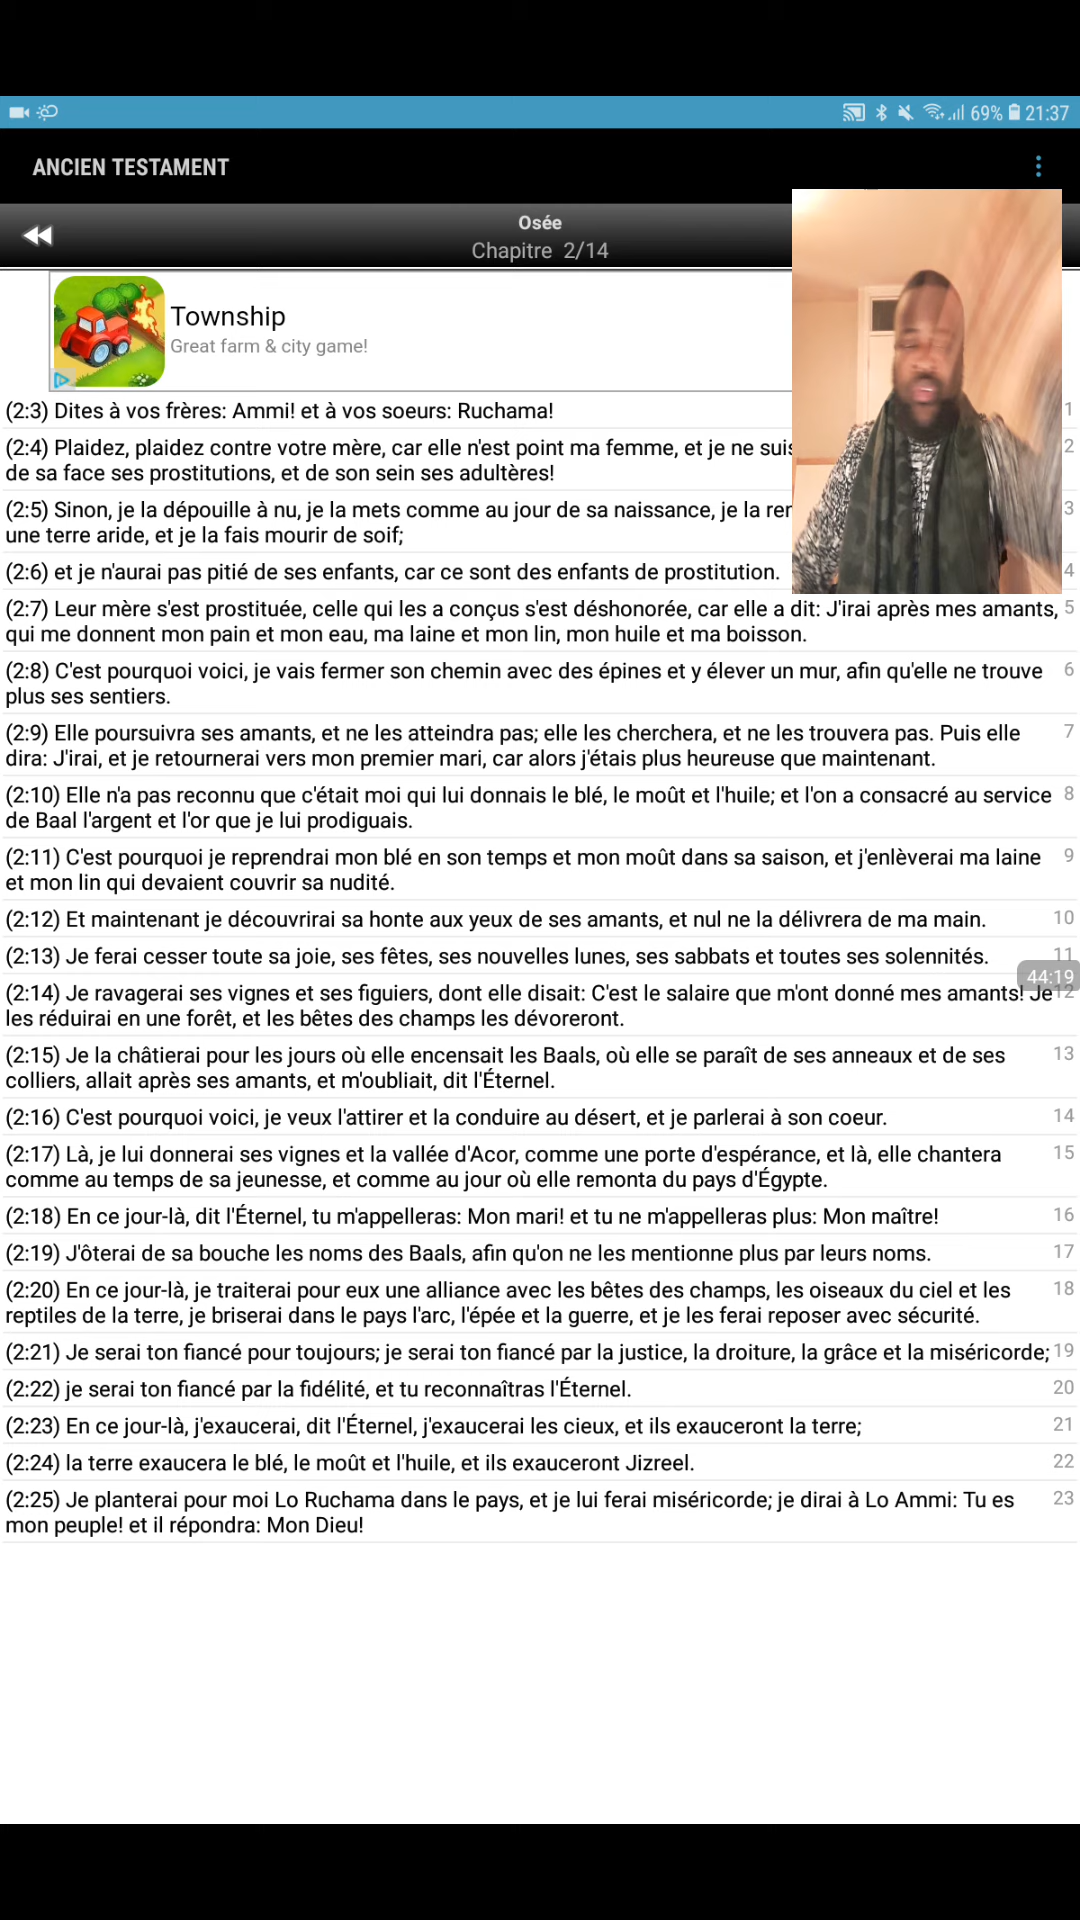 69% 21:37
ANCIEN TESTAMENT
Osée
Chapitre 2/14
Township
Great farm & city game!
(2:3) Dites à vos frères: Ammi! et à vos soeurs: Ruchama! 1
(2:4) Plaidez, plaidez contre votre mère, car elle n'est point ma femme, et je ne suis 2
de sa face ses prostitutions, et de son sein ses adultères!
(2:5) Sinon, je la dépouille à nu, je la mets comme au jour de sa naissance, je la 3
une terre aride, et je la fais mourir de soif;
(2:6) et je n'aurai pas pitié de ses enfants, car ce sont des enfants de prostitution. 4
(2:7) Leur mère s'est prostituée, celle qui les a conçus s'est déshonorée, car elle a dit: J'irai après mes amants, 5
qui me donnent mon pain et mon eau, ma laine et mon lin, mon huile et ma boisson.
(2:8) C'est pourquoi voici, je vais fermer son chemin avec des épines et y élever un mur, afin qu'elle ne trouve 6
plus ses sentiers.
(2:9) Elle poursuivra ses amants, et ne les atteindra pas; elle les cherchera, et ne les trouvera pas. Puis elle 7
dira: J'irai, et je retournerai vers mon premier mari, car alors j'étais plus heureuse que maintenant.
(2:10) Elle n'a pas reconnu que c'était moi qui lui donnais le blé, le moût et l'huile; et l'on a consacré au service 8
de Baal l'argent et l'or que je lui prodiguais.
(2:11) C'est pourquoi je reprendrai mon blé en son temps et mon moût dans sa saison, et j'enlèverai ma laine 9
et mon lin qui devaient couvrir sa nudité.
(2:12) Et maintenant je découvrirai sa honte aux yeux de ses amants, et nul ne la délivrera de ma main. 10
(2:13) Je ferai cesser toute sa joie, ses fêtes, ses nouvelles lunes, ses sabbats et toutes ses solennités. 11
44:19
(2:14) Je ravagerai ses vignes et ses figuiers, dont elle disait: C'est le salaire que m'ont donné mes amants! Je 12
les réduirai en une forêt, et les bêtes des champs les dévoreront.
(2:15) Je la châtierai pour les jours où elle encensait les Baals, où elle se paraît de ses anneaux et de ses 13
colliers, allait après ses amants, et m'oubliait, dit l'Éternel.
(2:16) C'est pourquoi voici, je veux l'attirer et la conduire au désert, et je parlerai à son coeur. 14
(2:17) Là, je lui donnerai ses vignes et la vallée d'Acor, comme une porte d'espérance, et là, elle chantera 15
comme au temps de sa jeunesse, et comme au jour où elle remonta du pays d'Égypte.
(2:18) En ce jour-là, dit l'Éternel, tu m'appelleras: Mon mari! et tu ne m'appelleras plus: Mon maître! 16
(2:19) J'ôterai de sa bouche les noms des Baals, afin qu'on ne les mentionne plus par leurs noms. 17
(2:20) En ce jour-là, je traiterai pour eux une alliance avec les bêtes des champs, les oiseaux du ciel et les 18
reptiles de la terre, je briserai dans le pays l'arc, l'épée et la guerre, et je les ferai reposer avec sécurité.
(2:21) Je serai ton fiancé pour toujours; je serai ton fiancé par la justice, la droiture, la grâce et la miséricorde; 19
(2:22) je serai ton fiancé par la fidélité, et tu reconnaîtras l'Éternel. 20
(2:23) En ce jour-là, j'exaucerai, dit l'Éternel, j'exaucerai les cieux, et ils exauceront la terre; 21
(2:24) la terre exaucera le blé, le moût et l'huile, et ils exauceront Jizreel. 22
(2:25) Je planterai pour moi Lo Ruchama dans le pays, et je lui ferai miséricorde; je dirai à Lo Ammi: Tu es 23
mon peuple! et il répondra: Mon Dieu!